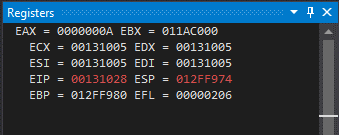 Registers
EAX = 0000000A EBX = 011AC000
ECX = 00131005 EDX = 00131005
ESI = 00131005 EDI = 00131005
EIP = 00131028 ESP = 012FF974
EBP = 012FF980 EFL = 00000206